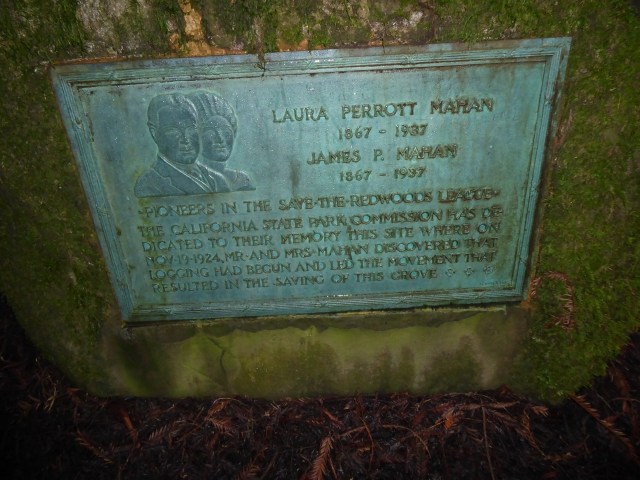 LAURA PERROTT MAHAN
1867 - 1937
JAMES P. MAHAN
1867 - 1937
-PIONEERS IN THE SAVE-THE-REDWOODS LEAGUE-
THE CALIFORNIA STATE PARK COMMISSION HAS DE-
DICATED TO THEIR MEMORY THIS SITE WHERE ON
NOV·19·1924, MR·AND MRS·MAHAN DISCOVERED THAT
LOGGING HAD BEGUN AND LED THE MOVEMENT THAT
RESULTED IN THE SAVING OF THIS GROVE